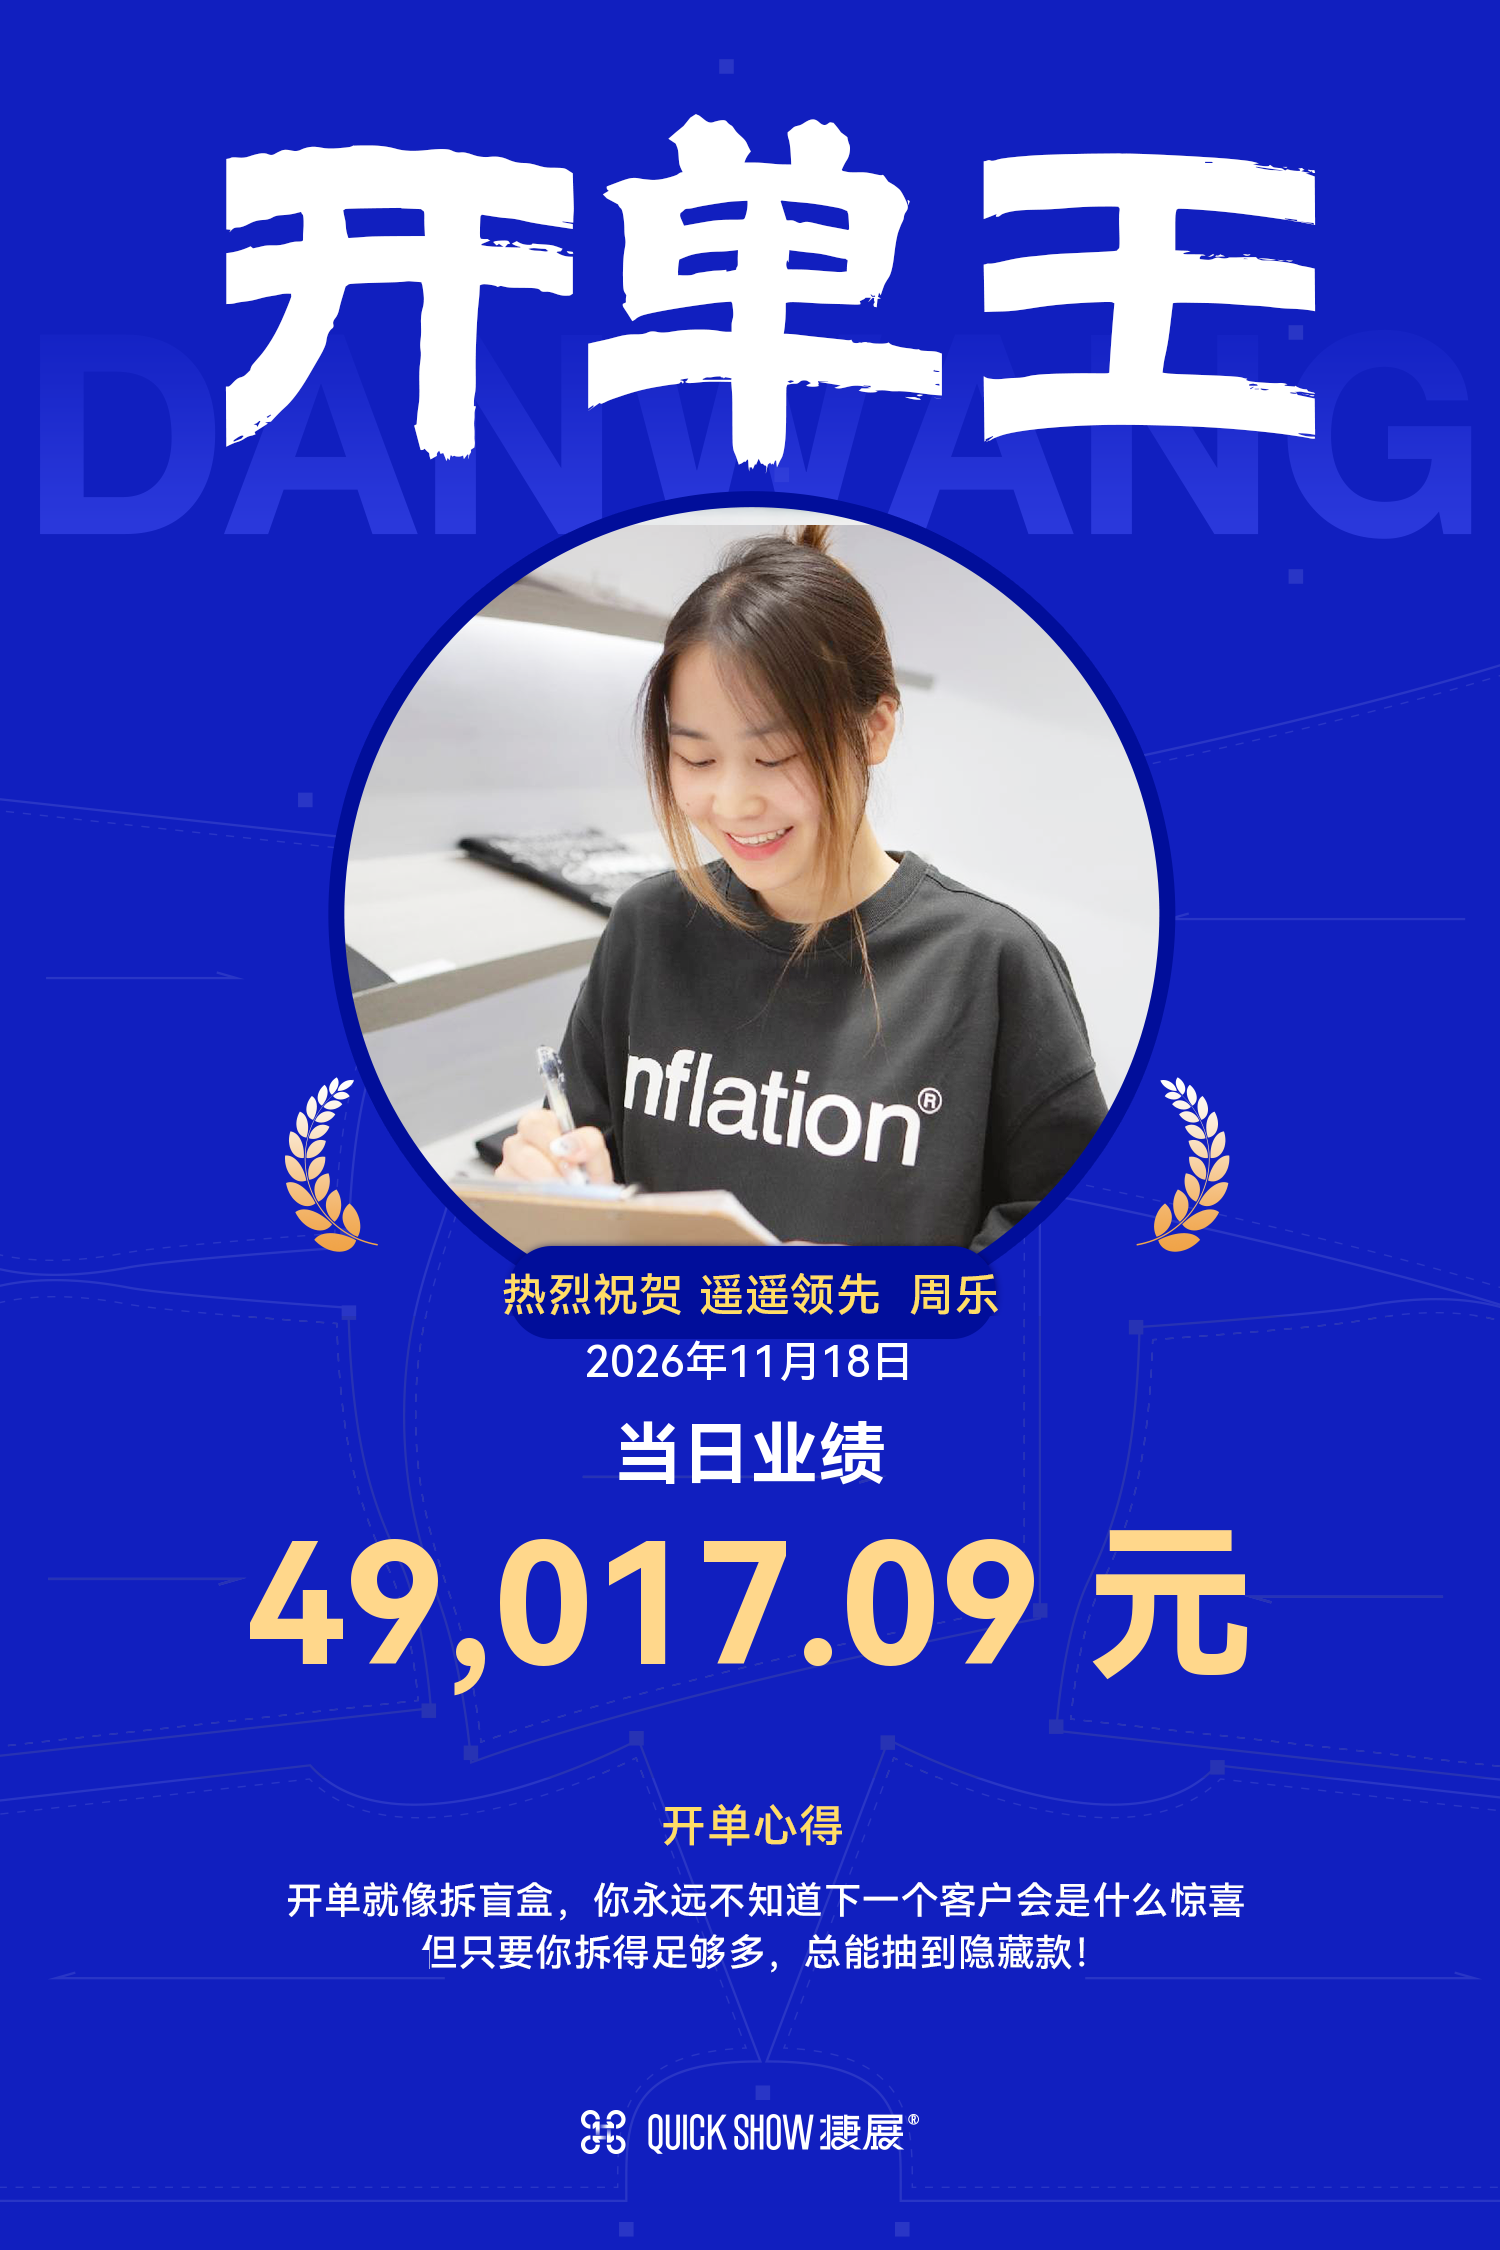 开单王
DANWANG
nflation®
热烈祝贺 遥遥领先 周乐
2026年11月18日
当日业绩
49,017.09 元
开单心得
开单就像拆盲盒，你永远不知道下一个客户会是什么惊喜
但只要你拆得足够多，总能抽到隐藏款！
QUICK SHOW 捷展®